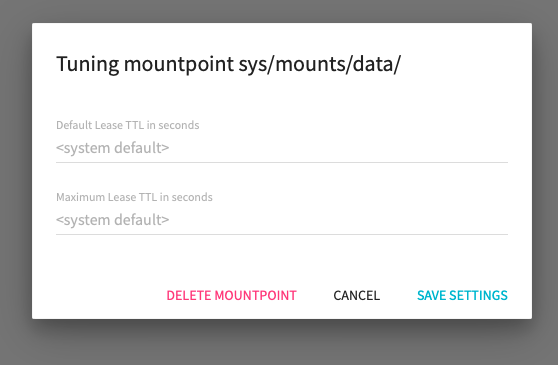 Tuning mountpoint sys/mounts/data/
Default Lease TTL in seconds
<system default>
Maximum Lease TTL in seconds
<system default>
DELETE MOUNTPOINT CANCEL SAVE SETTINGS